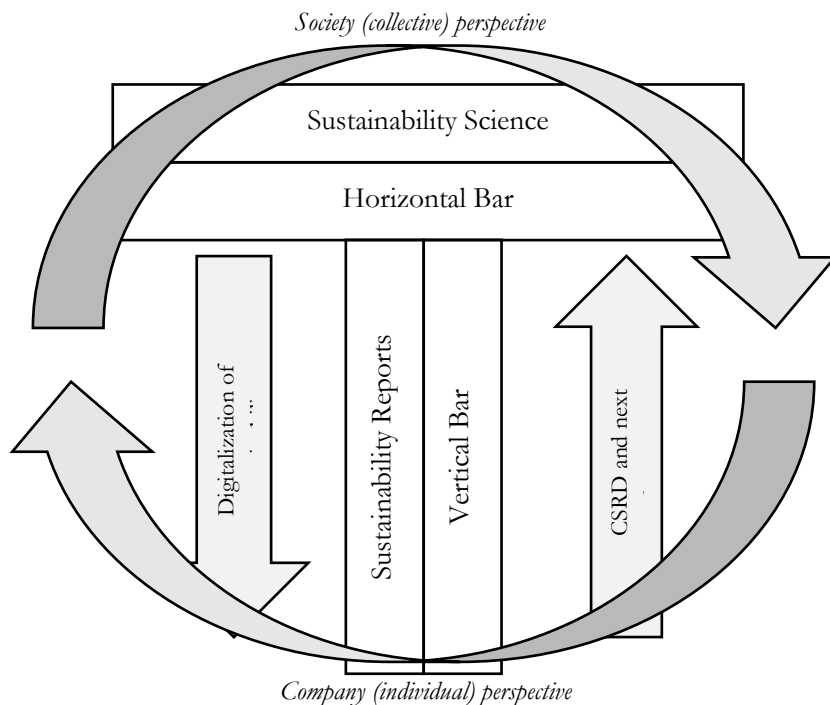 Society (collective) perspective
Sustainability Science
Horizontal Bar
Digitalization of
Sustainability Reports
Vertical Bar
CSRD and next
Company (individual) perspective